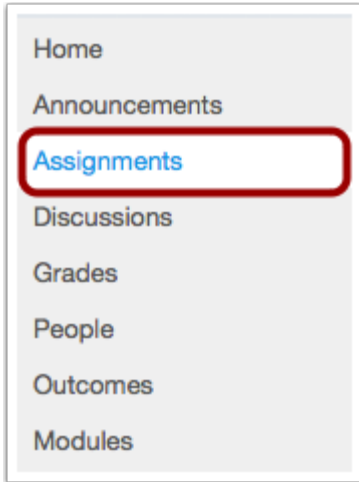 Home
Announcements
Assignments
Discussions
Grades
People
Outcomes
Modules